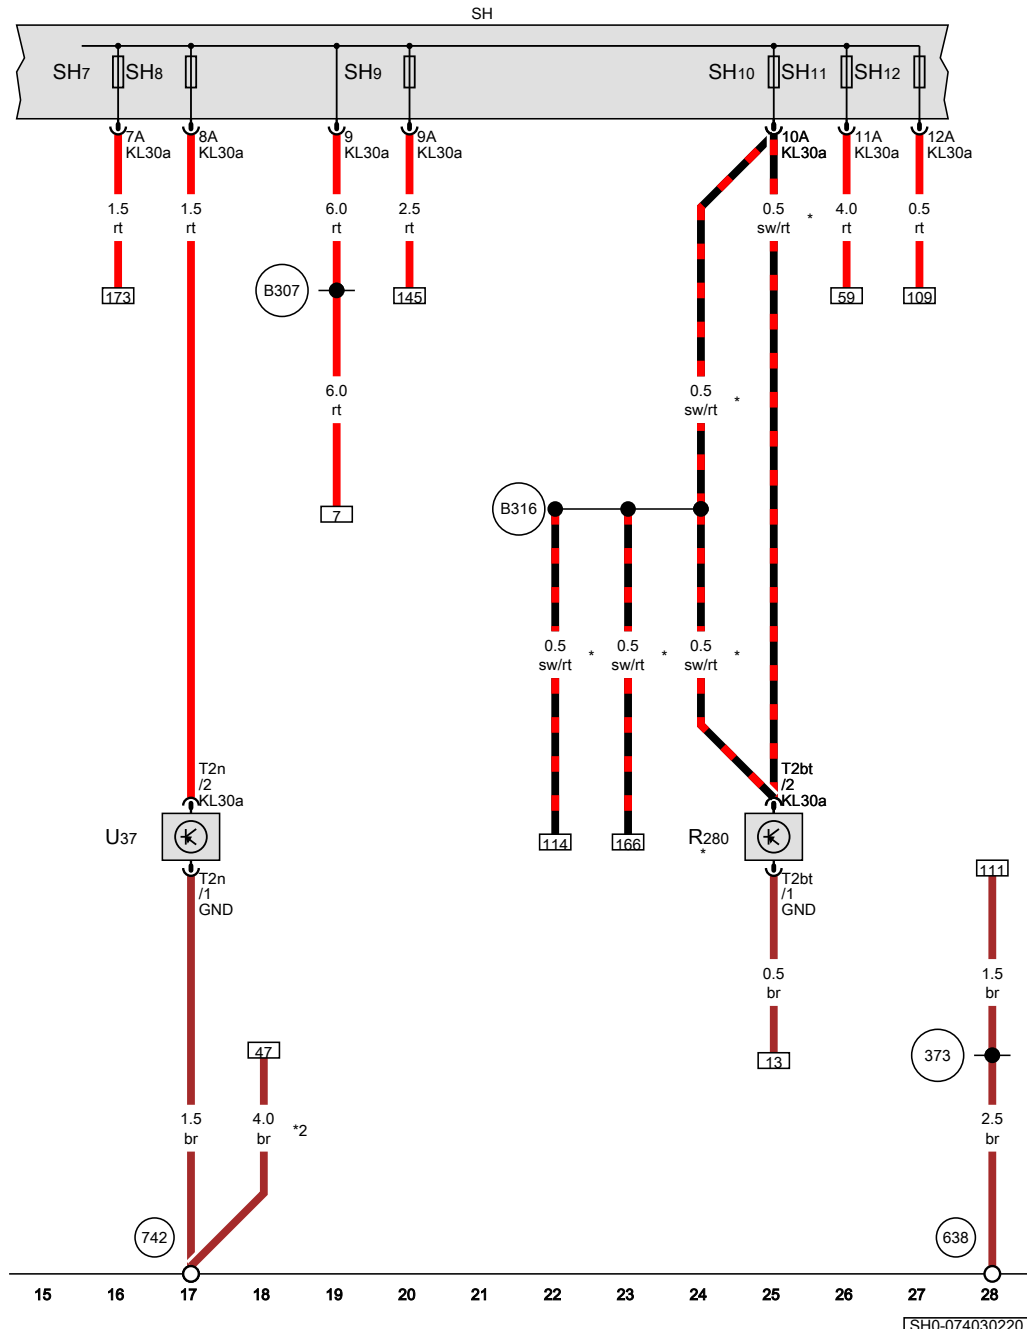 SH
SH7 SH8 SH9 SH10 SH11 SH12
7A 8A 9 9A 10A 11A 12A
KL30a KL30a KL30a KL30a KL30a KL30a KL30a
1.5 1.5 6.0 2.5 0.5 4.0 0.5
rt rt rt rt sw/rt * rt rt
B307
173 145 59 109
6.0 0.5
rt sw/rt *
B316
7
0.5 0.5 0.5
sw/rt * sw/rt * sw/rt *
T2n T2bt
/2 /2
KL30a KL30a
U37 114 166 R280
*
T2n T2bt 111
/1 /1
GND GND
0.5 1.5
br br
47 13 373
1.5 4.0 *2 2.5
br br br
742 638
15 16 17 18 19 20 21 22 23 24 25 26 27 28
SH0-074030220